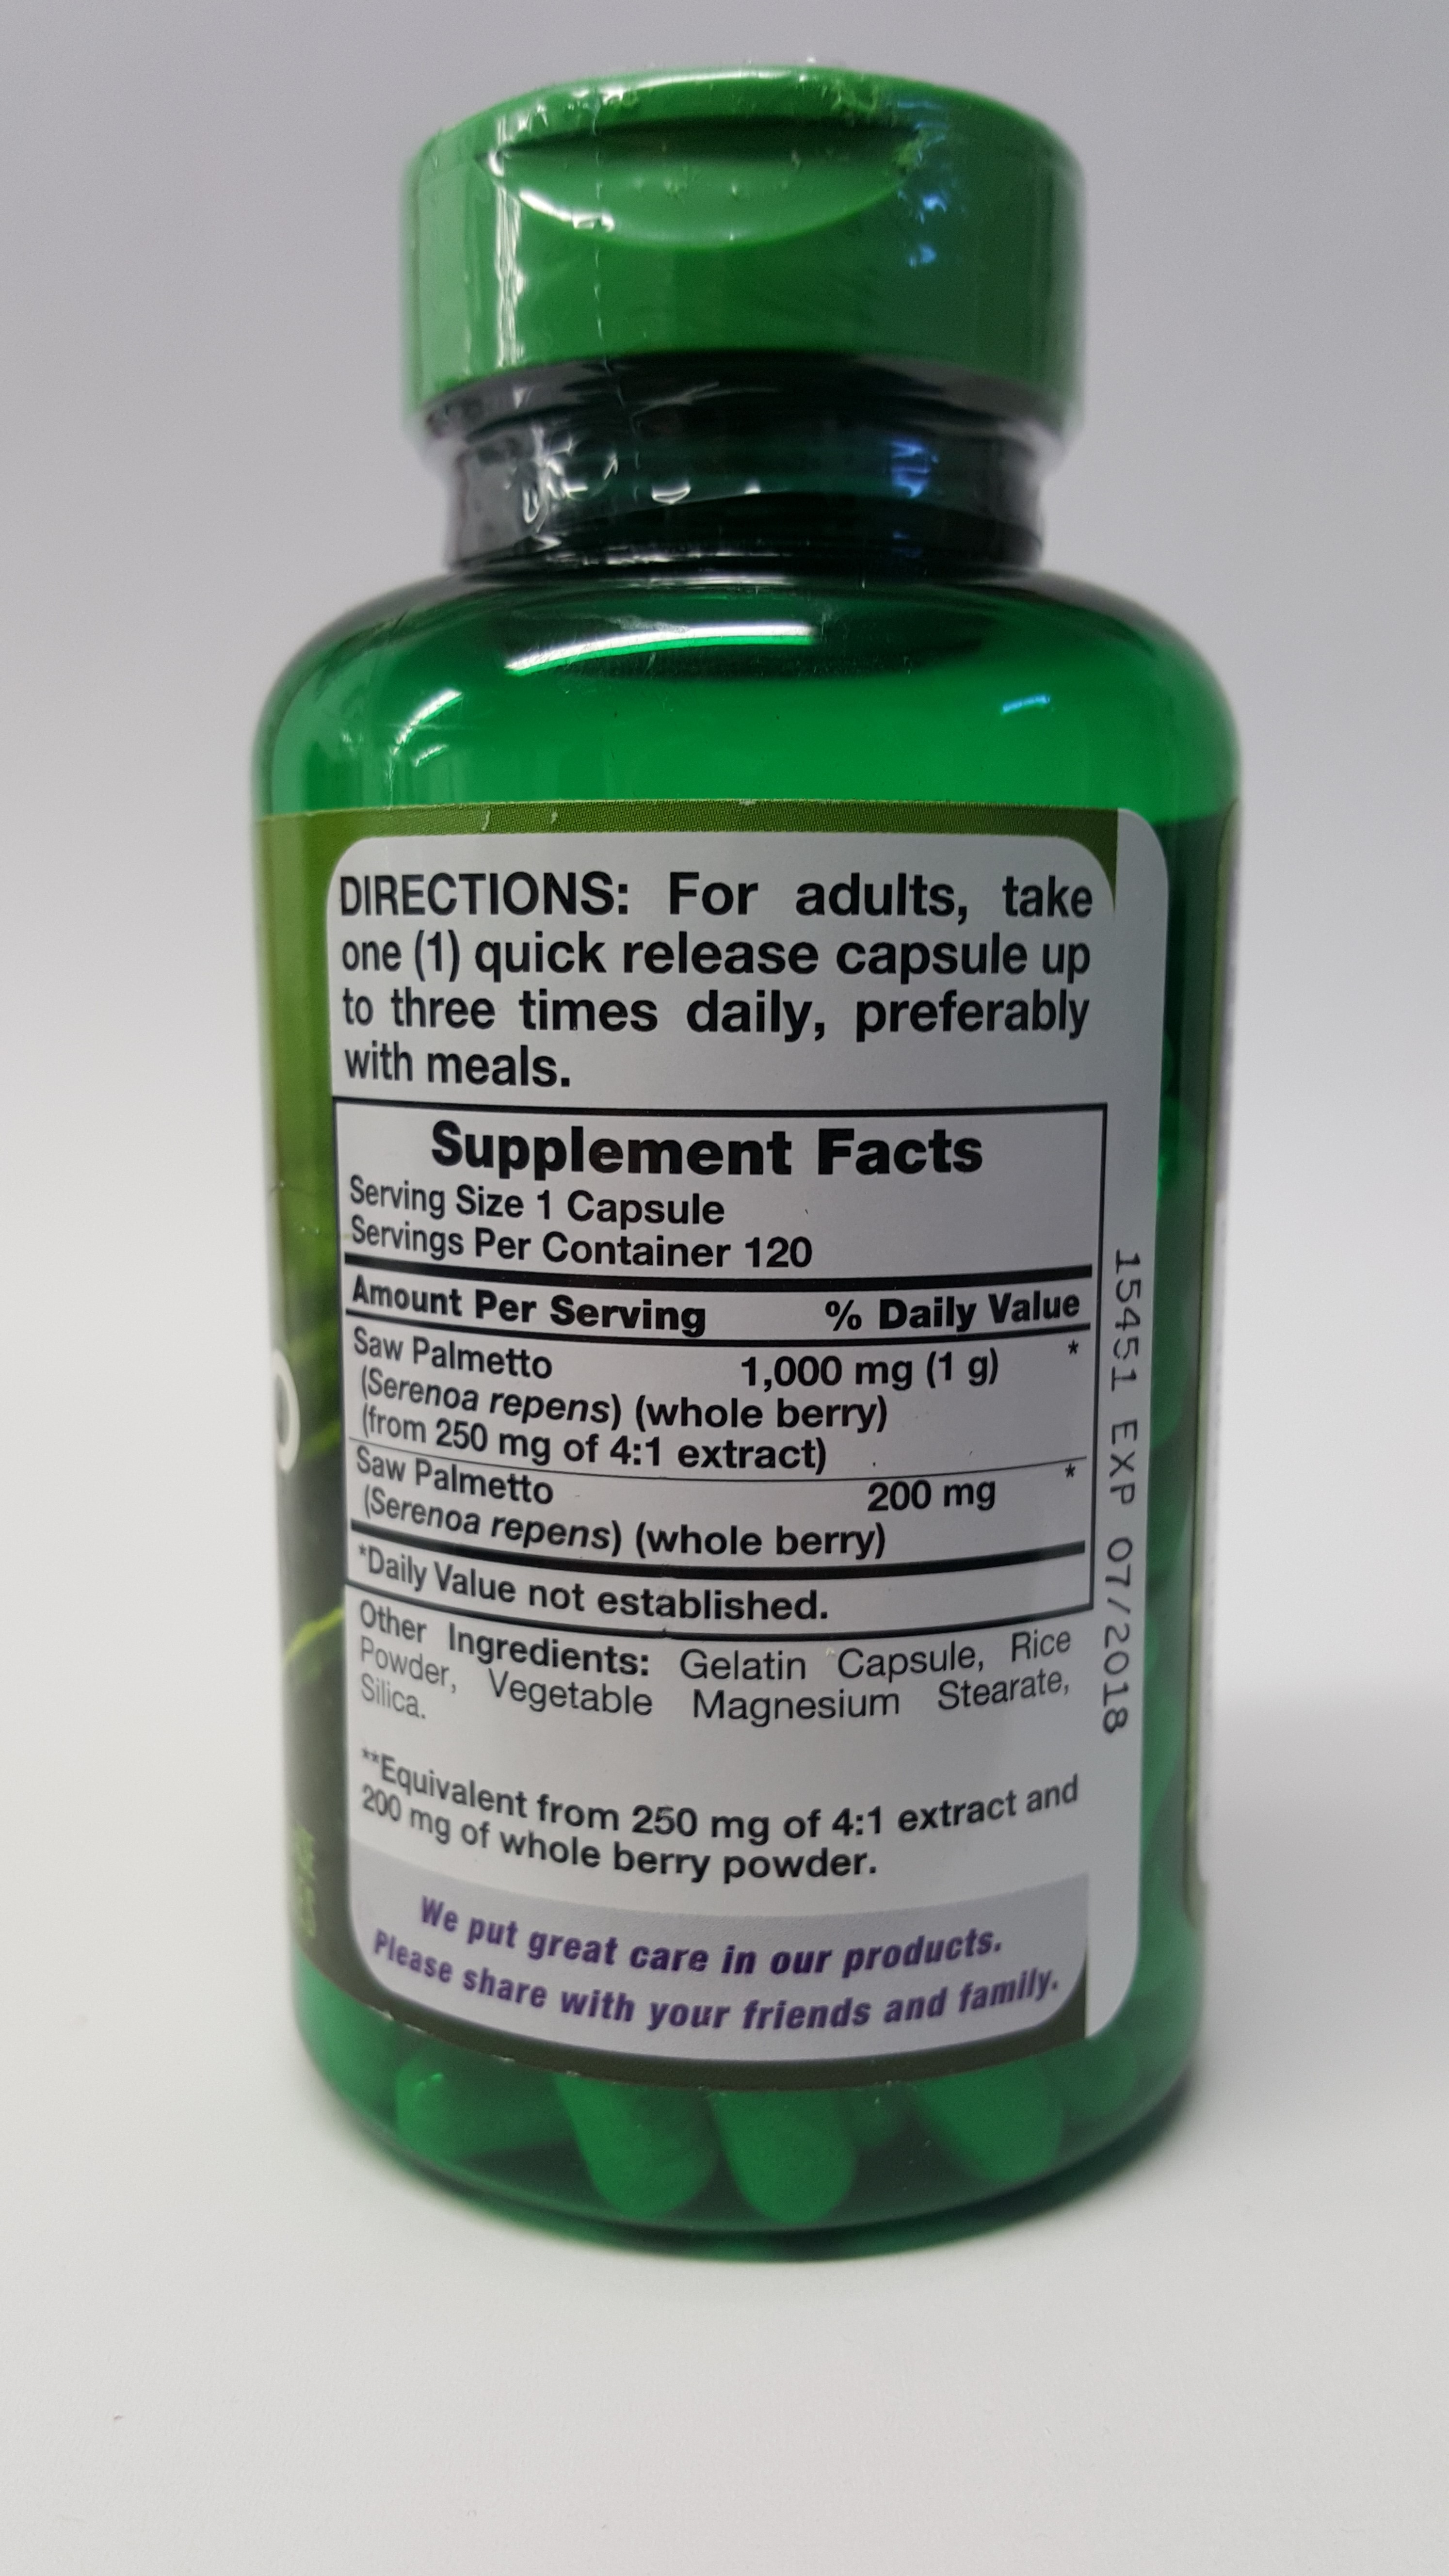 DIRECTIONS: For adults, take
one (1) quick release capsule up
to three times daily, preferably
with meals.
Supplement Facts
Serving Size 1 Capsule
Servings Per Container 120
Amount Per Serving % Daily Value
Saw Palmetto 1,000 mg (1 g) *
(Serenoa repens) (whole berry)
(from 250 mg of 4:1 extract)
Saw Palmetto 200 mg *
(Serenoa repens) (whole berry)
*Daily Value not established.
Other Ingredients: Gelatin Capsule, Rice
Powder, Vegetable Magnesium Stearate,
Silica.
**Equivalent from 250 mg of 4:1 extract and
200 mg of whole berry powder.
We put great care in our products.
Please share with your friends and family.
15451 EXP 07/2018